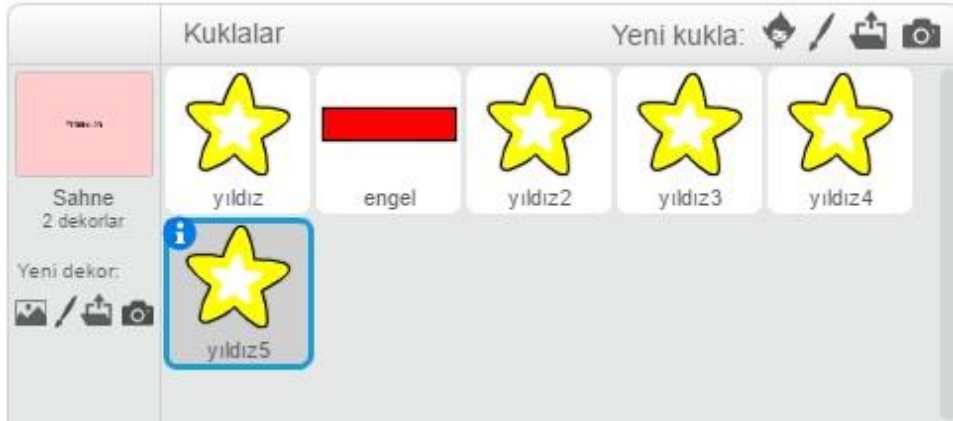 Kuklalar
Yeni kukla:
Sahne
2 dekorlar
Yeni dekor:
yıldız
engel
yıldız2
yıldız3
yıldız4
yıldız5